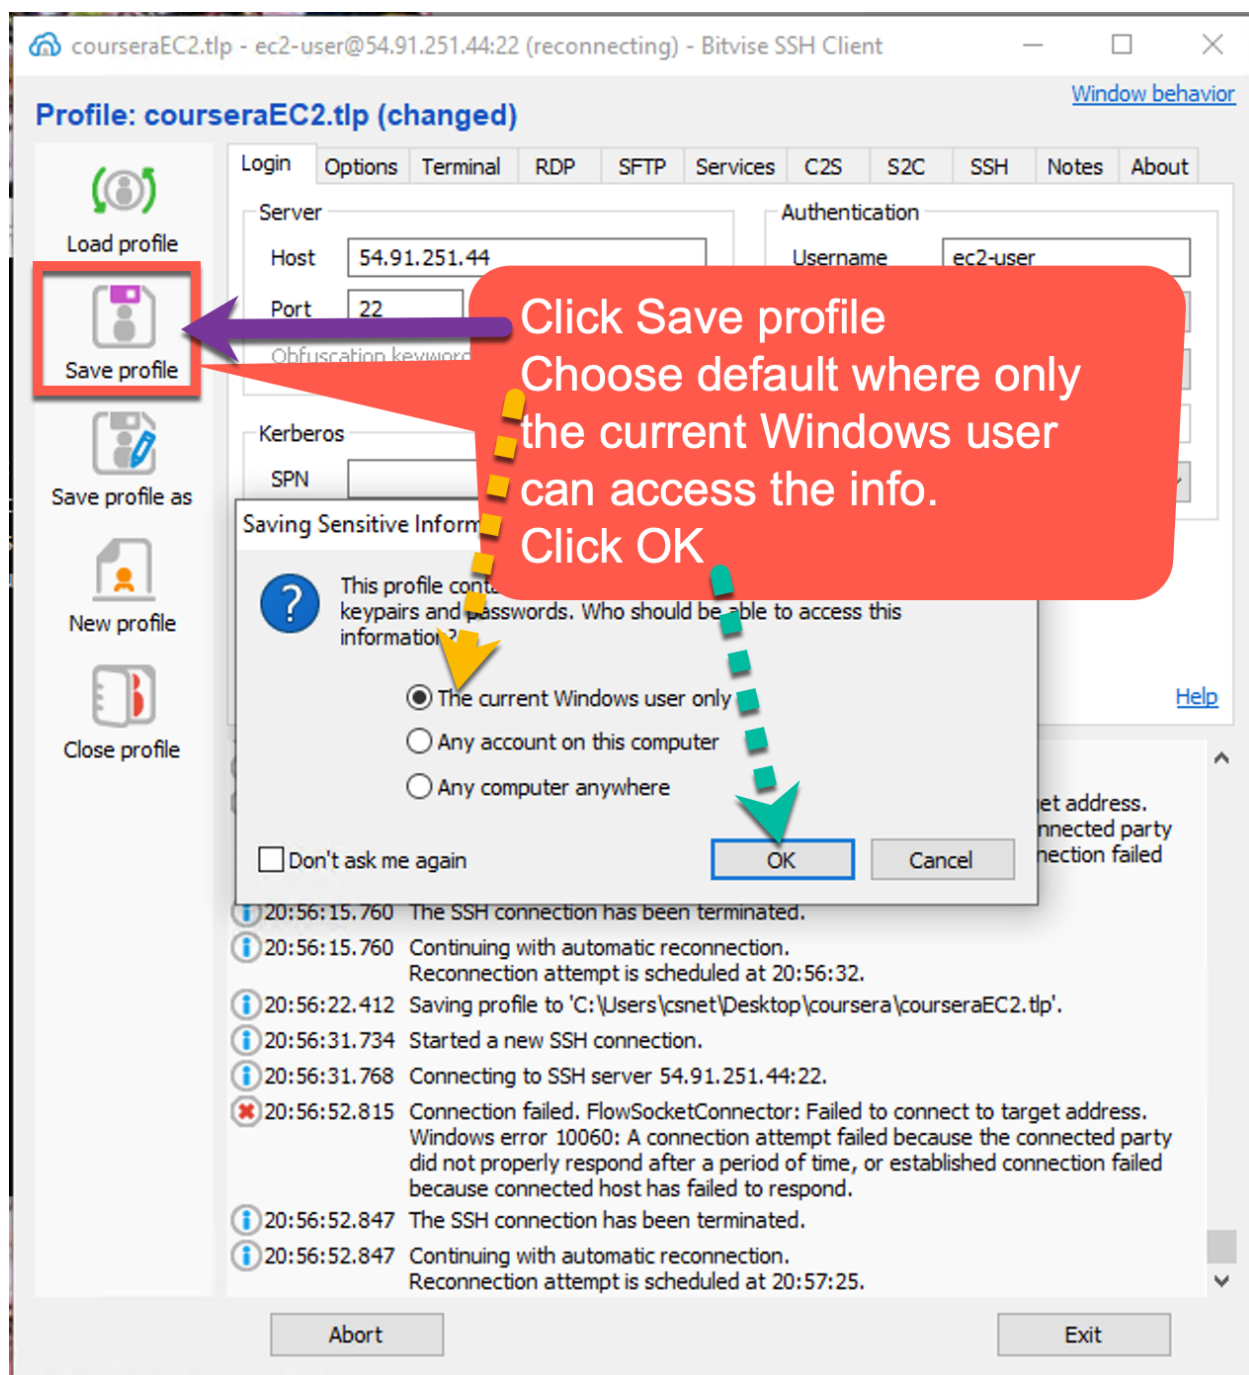 courseraEC2.tlp - ec2-user@54.91.251.44:22 (reconnecting) - Bitvise SSH Client
Window behavior
Profile: courseraEC2.tlp (changed)
Login Options Terminal RDP SFTP Services C2S S2C SSH Notes About
Load profile
Save profile
Save profile as
New profile
Close profile
Server
Host 54.91.251.44
Port 22
Obfuscation keyword
Authentication
Username ec2-user
Kerberos
SPN
Click Save profile
Choose default where only
the current Windows user
can access the info.
Click OK
Help
Saving Sensitive
This profile
keypairs and passwords. Who should be able to access this
information?
The current Windows user only
Any account on this computer
Any computer anywhere
Don't ask me again
OK Cancel
get address.
connected party
connection failed
20:56:15.760 The SSH connection has been terminated.
20:56:15.760 Continuing with automatic reconnection.
Reconnection attempt is scheduled at 20:56:32.
20:56:22.412 Saving profile to 'C:\Users\csnet\Desktop\coursera\courseraEC2.tlp'.
20:56:31.734 Started a new SSH connection.
20:56:31.768 Connecting to SSH server 54.91.251.44:22.
20:56:52.815 Connection failed. FlowSocketConnector: Failed to connect to target address.
Windows error 10060: A connection attempt failed because the connected party
did not properly respond after a period of time, or established connection failed
because connected host has failed to respond.
20:56:52.847 The SSH connection has been terminated.
20:56:52.847 Continuing with automatic reconnection.
Reconnection attempt is scheduled at 20:57:25.
Abort
Exit